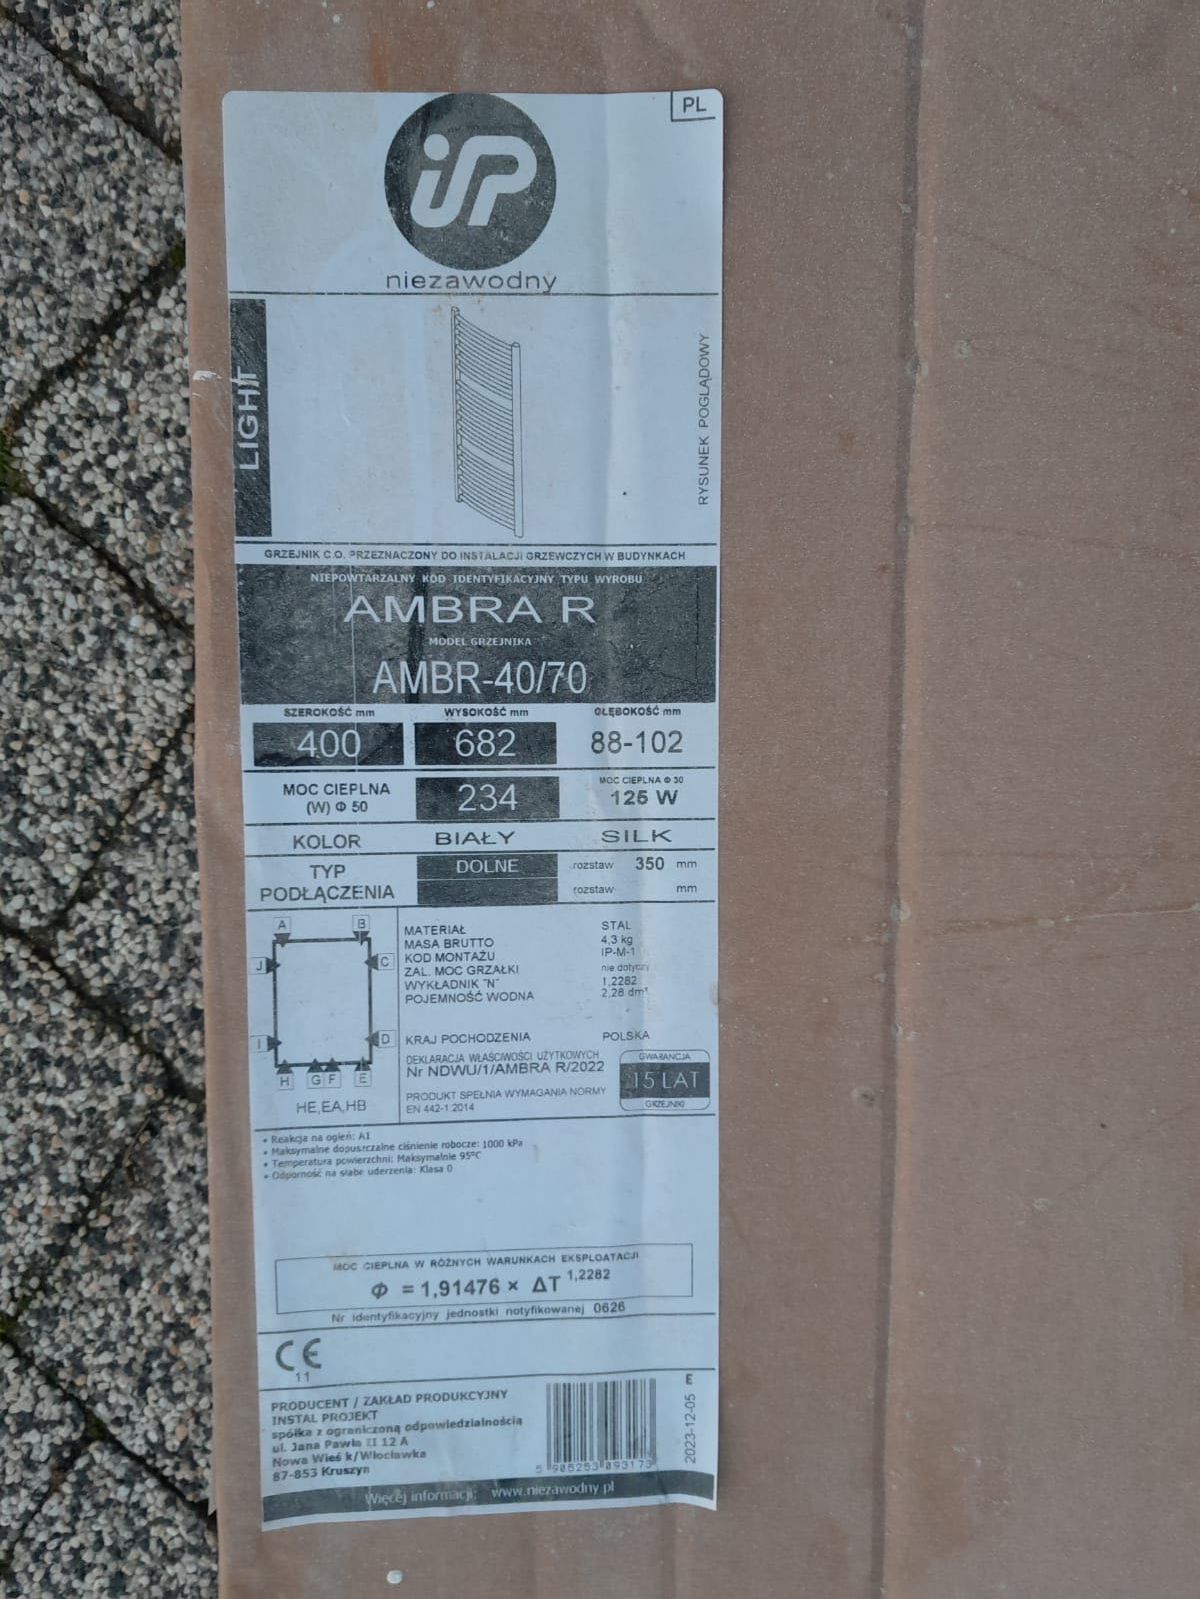 PL
iP
niezawodny
LIGHT
RYSUNEK POGLĄDOWY
GRZEJNIK C.O. PRZEZNACZONY DO INSTALACJI GRZEWCZYCH W BUDYNKACH
NIEPOWTARZALNY KOD IDENTYFIKACYJNY TYPU WYROBU
AMBRA R
MODEL GRZEJNIKA
AMBR-40/70
SZEROKOŚĆ mm WYSOKOŚĆ mm GŁĘBOKOŚĆ mm
400 682 88-102
MOC CIEPLNA (W) Φ 50 234 MOC CIEPLNA Φ 30 125 W
KOLOR BIAŁY SILK
TYP PODŁĄCZENIA DOLNE rozstaw 350 mm
rozstaw mm
A B
J C
I D
H G F E
HE,EA,HB
MATERIAŁ STAL
MASA BRUTTO 4,3 kg
KOD MONTAŻU IP-M-1
ZAL. MOC GRZAŁKI nie dotyczy
WYKŁADNIK "N" 1,2282
POJEMNOŚĆ WODNA 2,28 dm³
KRAJ POCHODZENIA POLSKA
DEKLARACJA WŁAŚCIWOŚCI UŻYTKOWYCH
Nr NDWU/1/AMBRA R/2022
PRODUKT SPEŁNIA WYMAGANIA NORMY
EN 442-1:2014
GWARANCJA
15 LAT
GRZEJNIKI
• Reakcja na ogień: A1
• Maksymalne dopuszczalne ciśnienie robocze: 1000 kPa
• Temperatura powierzchni: Maksymalnie 95°C
• Odporność na słabe uderzenia: Klasa 0
MOC CIEPLNA W RÓŻNYCH WARUNKACH EKSPLOATACJI
Φ = 1,91476 × ΔT 1,2282
Nr identyfikacyjny jednostki notyfikowanej 0626
CE
11
PRODUCENT / ZAKŁAD PRODUKCYJNY
INSTAL PROJEKT
spółka z ograniczoną odpowiedzialnością
ul. Jana Pawła II 12 A
Nowa Wieś k/Włocławka
87-853 Kruszyn
5 905253 093173
E
2023-12-05
Więcej informacji: www.niezawodny.pl